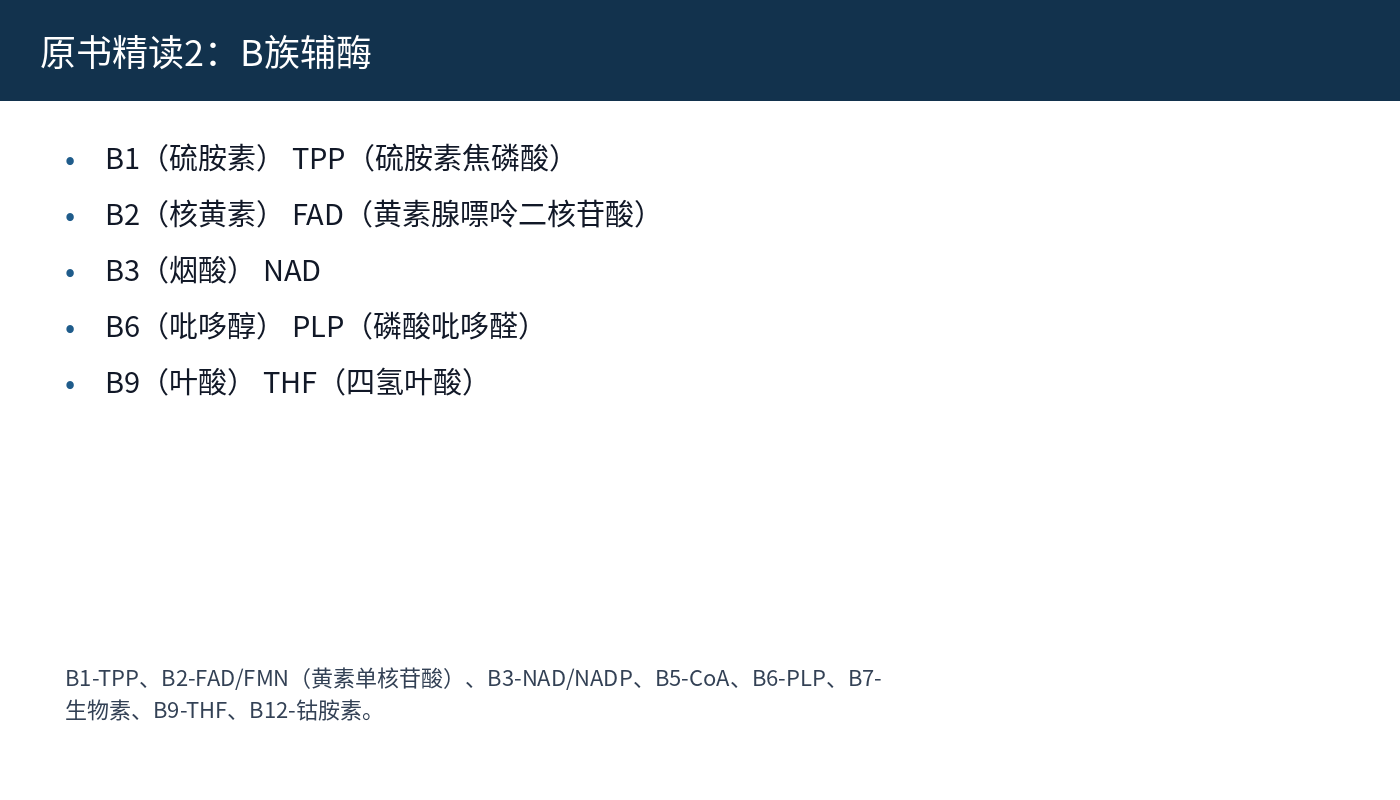 原书精读2：B族辅酶
• B1（硫胺素） TPP（硫胺素焦磷酸）
• B2（核黄素） FAD（黄素腺嘌呤二核苷酸）
• B3（烟酸） NAD
• B6（吡哆醇） PLP（磷酸吡哆醛）
• B9（叶酸） THF（四氢叶酸）
B1-TPP、B2-FAD/FMN（黄素单核苷酸）、B3-NAD/NADP、B5-CoA、B6-PLP、B7-
生物素、B9-THF、B12-钴胺素。